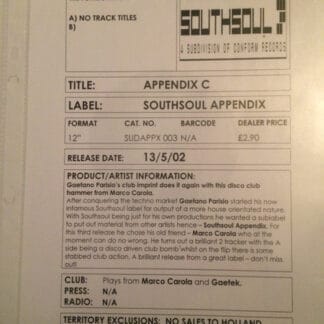 A) NO TRACK TITLES
B)
SOUTHSOUL
A SUBDIVISION OF CONFORM RECORDS
TITLE: APPENDIX C
LABEL: SOUTHSOUL APPENDIX
FORMAT CAT. NO. BARCODE DEALER PRICE
12" SUDAPPX 003 N/A £2.90
RELEASE DATE: 13/5/02
PRODUCT/ARTIST INFORMATION:
Gaetano Parisio's club imprint does it again with this disco club
hammer from Marco Carola.
After conquering the techno market Gaetano Parisio started his now
infamous Southsoul label for output of a more house orientated nature.
With Southsoul being just for his own productions he wanted a sublabel
to put out material from other artists hence – Southsoul Appendix. For
this third release he chose his old friend – Marco Carola who at the
moment can do no wrong. He turns out a brilliant 2 tracker with the A
side being a disco driven club bomb whilst on the flip there is some
stabbed club action. A brilliant release from a great label – don't miss
out!
CLUB: Plays from Marco Carola and Gaetek.
PRESS: N/A
RADIO: N/A
TERRITORY EXCLUSIONS: NO SALES TO HOLLAND